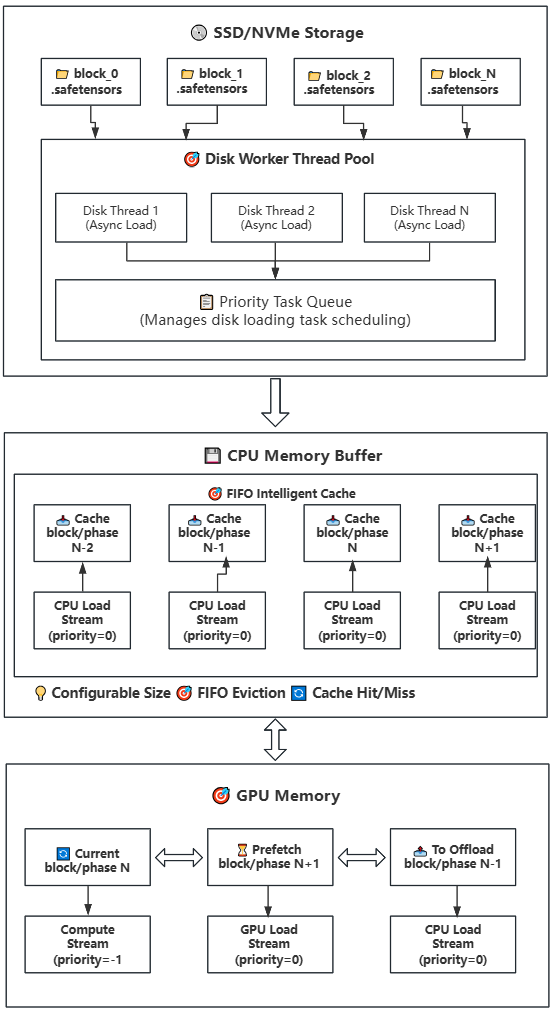 SSD/NVMe Storage
block_0
.safetensors
block_1
.safetensors
block_2
.safetensors
block_N
.safetensors
Disk Worker Thread Pool
Disk Thread 1
(Async Load)
Disk Thread 2
(Async Load)
Disk Thread N
(Async Load)
Priority Task Queue
(Manages disk loading task scheduling)
CPU Memory Buffer
FIFO Intelligent Cache
Cache
block/phase
N-2
Cache
block/phase
N-1
Cache
block/phase
N
Cache
block/phase
N+1
CPU Load
Stream
(priority=0)
CPU Load
Stream
(priority=0)
CPU Load
Stream
(priority=0)
CPU Load
Stream
(priority=0)
Configurable Size FIFO Eviction Cache Hit/Miss
GPU Memory
Current
block/phase N
Prefetch
block/phase N+1
To Offload
block/phase N-1
Compute
Stream
(priority=-1
GPU Load
Stream
(priority=0)
CPU Load
Stream
(priority=0)